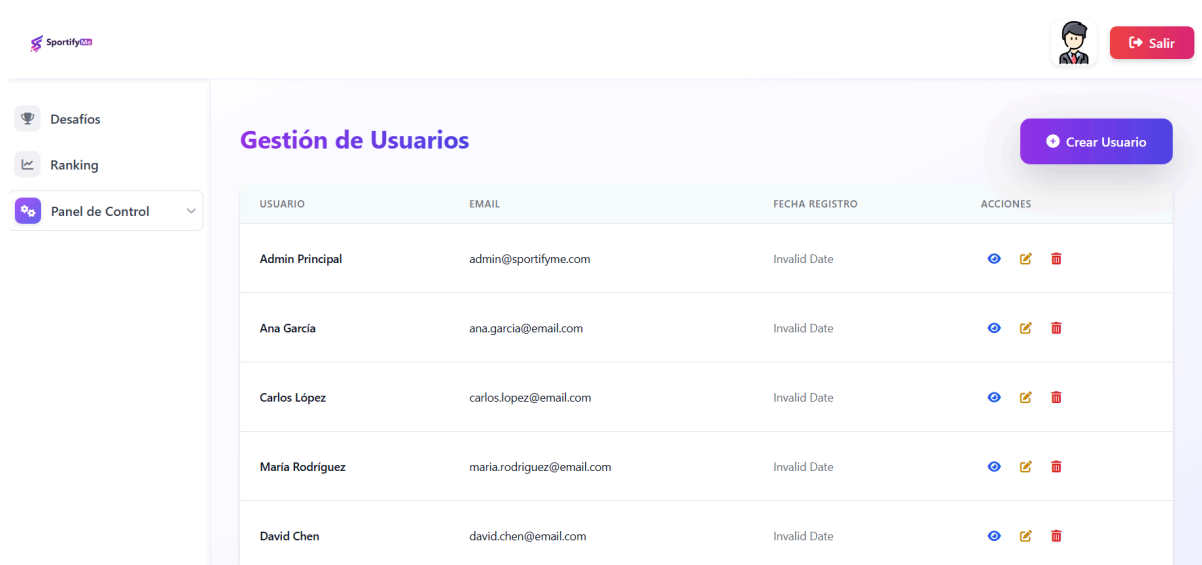 SportifyMe
Salir
Desafíos
Ranking
Panel de Control
Gestión de Usuarios
Crear Usuario
USUARIO EMAIL FECHA REGISTRO ACCIONES
Admin Principal admin@sportifyme.com Invalid Date
Ana García ana.garcia@email.com Invalid Date
Carlos López carlos.lopez@email.com Invalid Date
María Rodríguez maria.rodriguez@email.com Invalid Date
David Chen david.chen@email.com Invalid Date